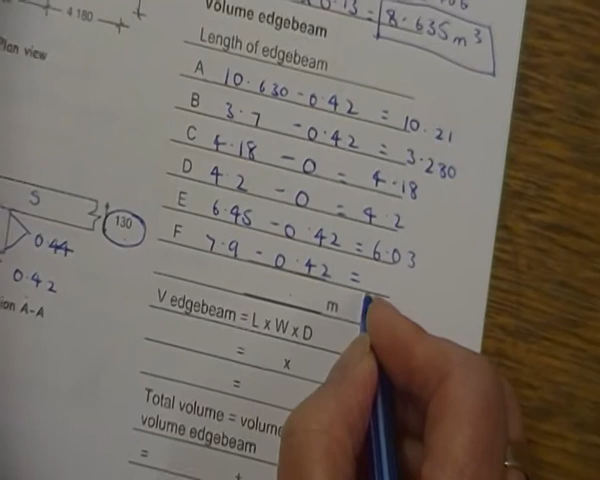 4 180
Plan view
= 8.635m³
Volume edgebeam
Length of edgebeam
A 10.630 - 0.42 = 10.21
B 3.7 - 0.42 = 3.230
C 4.18 - 0 = 4.18
D 4.2 - 0 = 4.2
E 6.45 - 0.42 = 6.03
F 7.9 - 0.42 =
m
S
130
0.44
0.42
A-A
V edgebeam = L x W x D
= x
=
Total volume = volume
volume edgebeam
= +